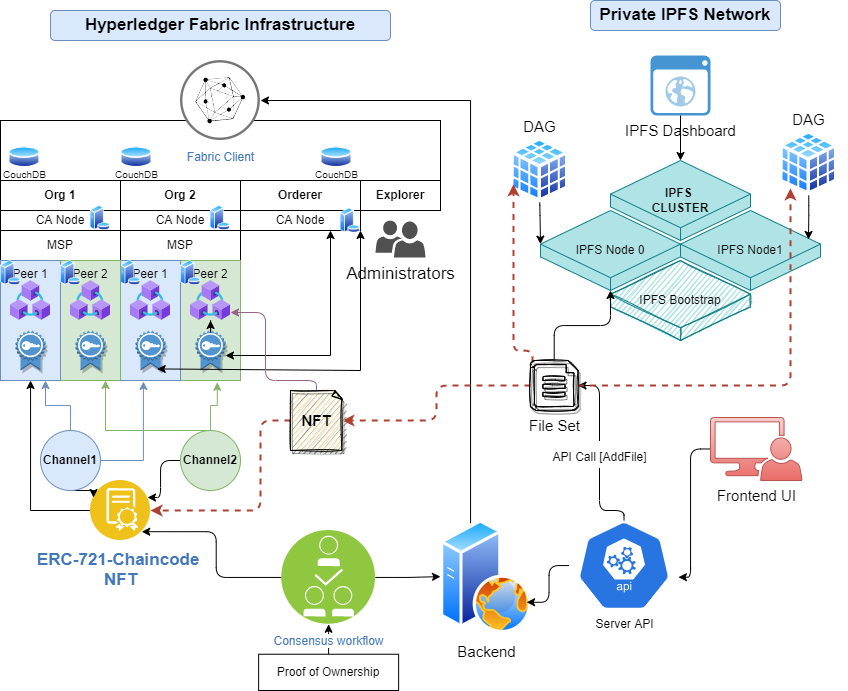 Hyperledger Fabric Infrastructure
Private IPFS Network
Fabric Client
IPFS Dashboard
DAG
DAG
CouchDB
CouchDB
CouchDB
Org 1
Org 2
Orderer
Explorer
CA Node
CA Node
CA Node
MSP
MSP
Administrators
Peer 1
Peer 2
Peer 1
Peer 2
IPFS
CLUSTER
IPFS Node 0
IPFS Node1
IPFS Bootstrap
NFT
File Set
API Call [AddFile]
Frontend UI
Channel1
Channel2
ERC-721-Chaincode
NFT
Consensus workflow
Proof of Ownership
Backend
api
Server API